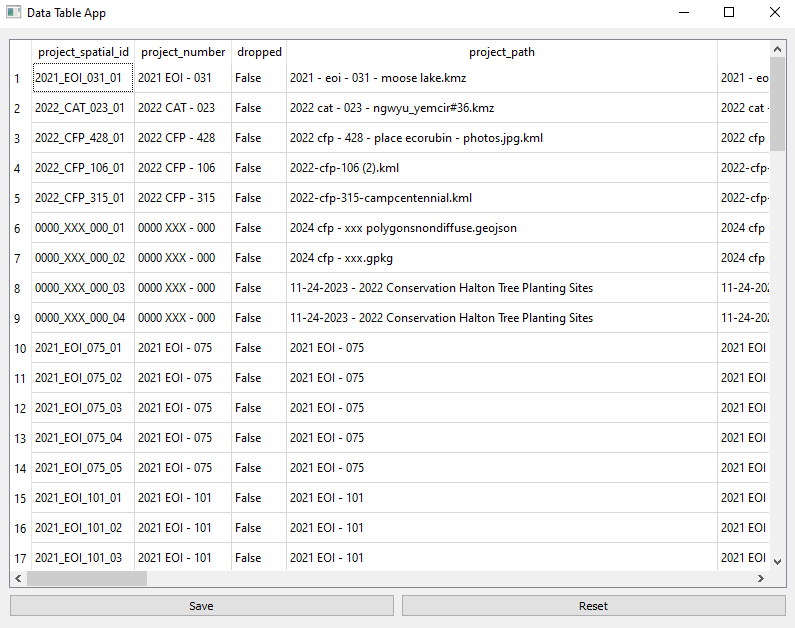 Data Table App
project_spatial_id project_number dropped project_path
1 2021_EOI_031_01 2021 EOI - 031 False 2021 - eoi - 031 - moose lake.kmz 2021 - eo
2 2022_CAT_023_01 2022 CAT - 023 False 2022 cat - 023 - ngwyu_yemcir#36.kmz 2022 cat -
3 2022_CFP_428_01 2022 CFP - 428 False 2022 cfp - 428 - place ecorubin - photos.jpg.kml 2022 cfp
4 2022_CFP_106_01 2022 CFP - 106 False 2022-cfp-106 (2).kml 2022-cfp-
5 2022_CFP_315_01 2022 CFP - 315 False 2022-cfp-315-campcentennial.kml 2022-cfp-
6 0000_XXX_000_01 0000 XXX - 000 False 2024 cfp - xxx polygonsnondiffuse.geojson 2024 cfp
7 0000_XXX_000_02 0000 XXX - 000 False 2024 cfp - xxx.gpkg 2024 cfp
8 0000_XXX_000_03 0000 XXX - 000 False 11-24-2023 - 2022 Conservation Halton Tree Planting Sites 11-24-202
9 0000_XXX_000_04 0000 XXX - 000 False 11-24-2023 - 2022 Conservation Halton Tree Planting Sites 11-24-202
10 2021_EOI_075_01 2021 EOI - 075 False 2021 EOI - 075 2021 EOI
11 2021_EOI_075_02 2021 EOI - 075 False 2021 EOI - 075 2021 EOI
12 2021_EOI_075_03 2021 EOI - 075 False 2021 EOI - 075 2021 EOI
13 2021_EOI_075_04 2021 EOI - 075 False 2021 EOI - 075 2021 EOI
14 2021_EOI_075_05 2021 EOI - 075 False 2021 EOI - 075 2021 EOI
15 2021_EOI_101_01 2021 EOI - 101 False 2021 EOI - 101 2021 EOI
16 2021_EOI_101_02 2021 EOI - 101 False 2021 EOI - 101 2021 EOI
17 2021_EOI_101_03 2021 EOI - 101 False 2021 EOI - 101 2021 EOI
Save Reset